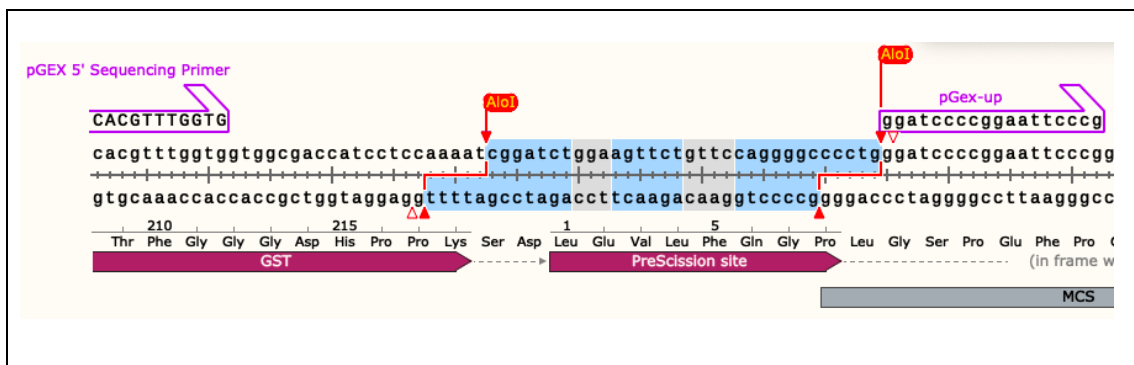 AloI
pGEX 5' Sequencing Primer
pGex-up
AloI
CACGTTTGGTG
ggatccccggaattcccg
cacgtttggtggtggcgaccatcctccaaaatcggatctggaagttctgttccaggggcccctgggatccccggaattcccgg
gtgcaaaccaccaccgctggtaggaggttttagcctagaccttcaagacaaggtccccggggaccctaggggccttaagggcc
210 215 1 5
Thr Phe Gly Gly Gly Asp His Pro Pro Lys Ser Asp Leu Glu Val Leu Phe Gln Gly Pro Leu Gly Ser Pro Glu Phe Pro
GST PreScission site (in frame w
MCS